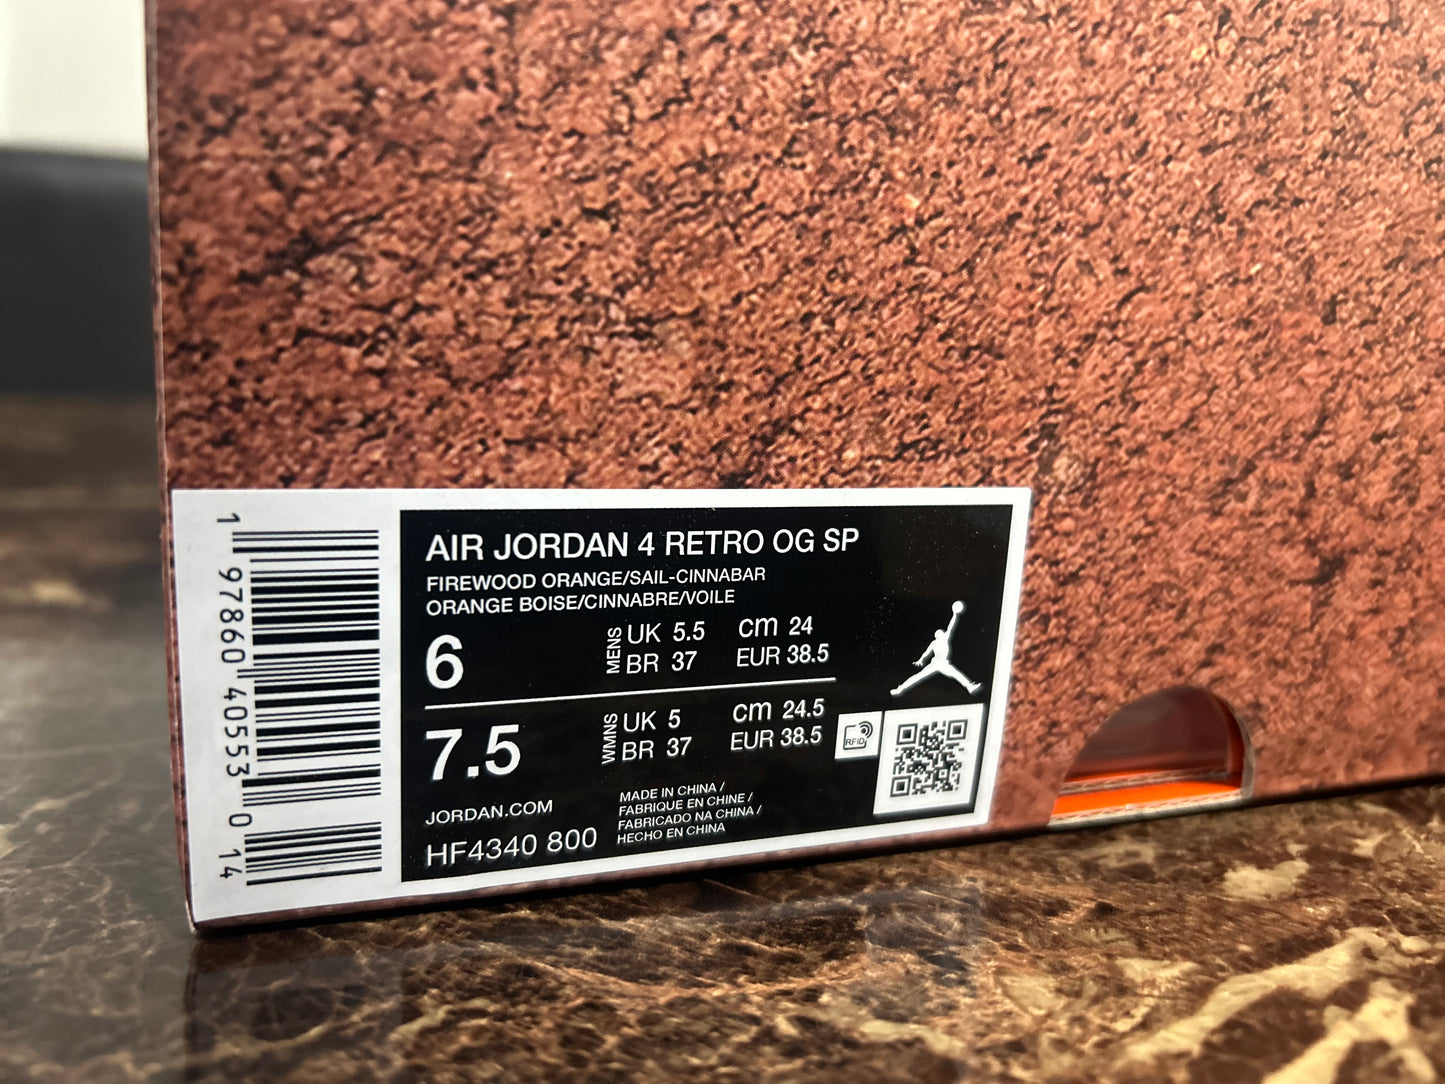 AIR JORDAN 4 RETRO OG SP
FIREWOOD ORANGE/SAIL-CINNABAR
ORANGE BOISE/CINNABRE/VOILE
6
MENS
UK 5.5 cm 24
BR 37 EUR 38.5
7.5
WMNS
UK 5 cm 24.5
BR 37 EUR 38.5
RFID
JORDAN.COM
HF4340 800
MADE IN CHINA /
FABRIQUE EN CHINE /
FABRICADO NA CHINA /
HECHO EN CHINA
1 97860 40553 0 14